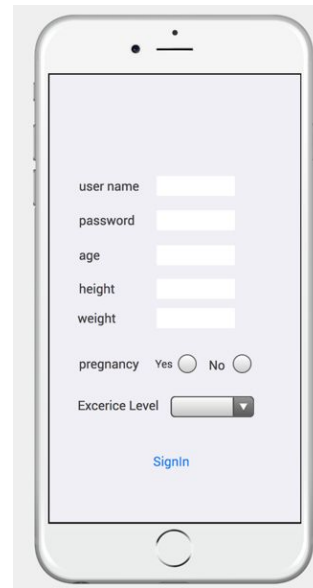 user name
password
age
height
weight
pregnancy Yes No
Excerice Level
SignIn